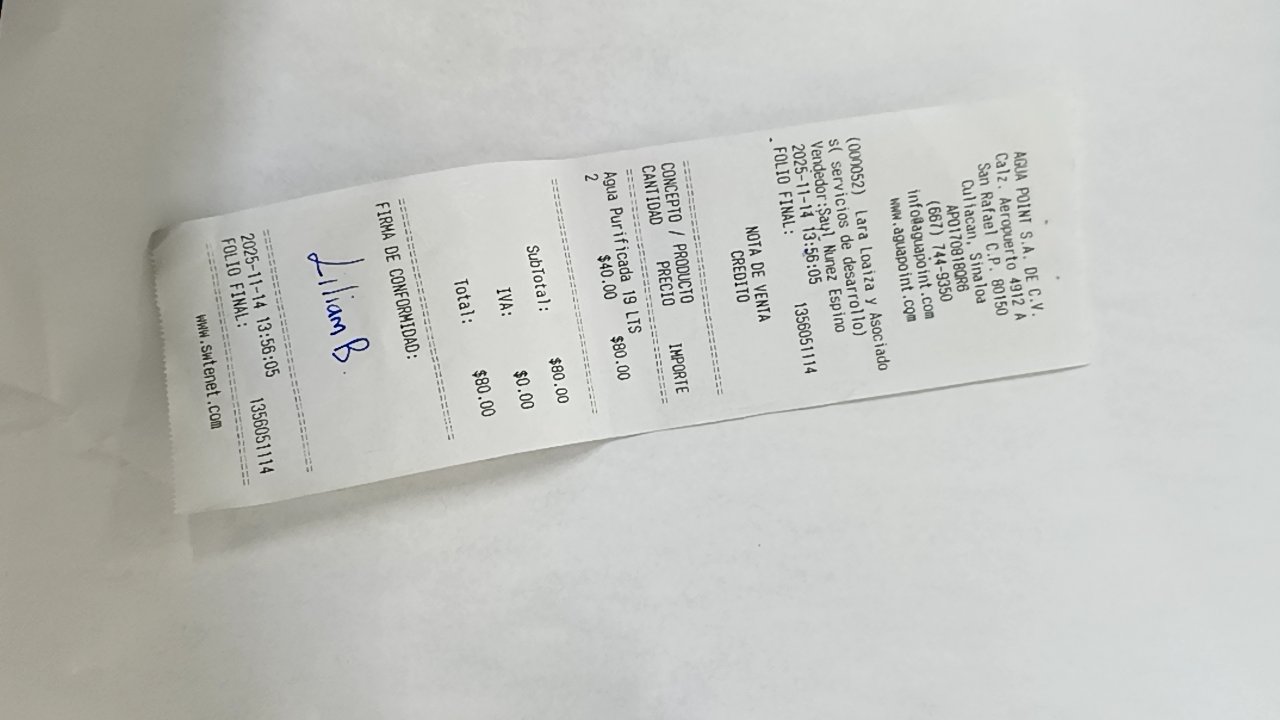 AGUA POINT S.A. DE C.V.
Calz. Aeropuerto 4912 A
San Rafael C.P. 80150
Culiacan, Sinaloa
APO170818QR6
(667) 744-9350
info@aguapoint.com
www.aguapoint.com
(000052) Lara Loaiza y Asociado
s( servicios de desarrollo)
Vendedor:Saul Nunez Espino
2025-11-14 13:56:05 1356051114
. FOLIO FINAL:
NOTA DE VENTA
CREDITO
CONCEPTO / PRODUCTO
CANTIDAD PRECIO IMPORTE
Agua Purificada 19 LTS
2 $40.00 $80.00
SubTotal: $80.00
IVA: $0.00
Total: $80.00
FIRMA DE CONFORMIDAD:
Liliam B.
2025-11-14 13:56:05 1356051114
FOLIO FINAL:
www.swtenet.com